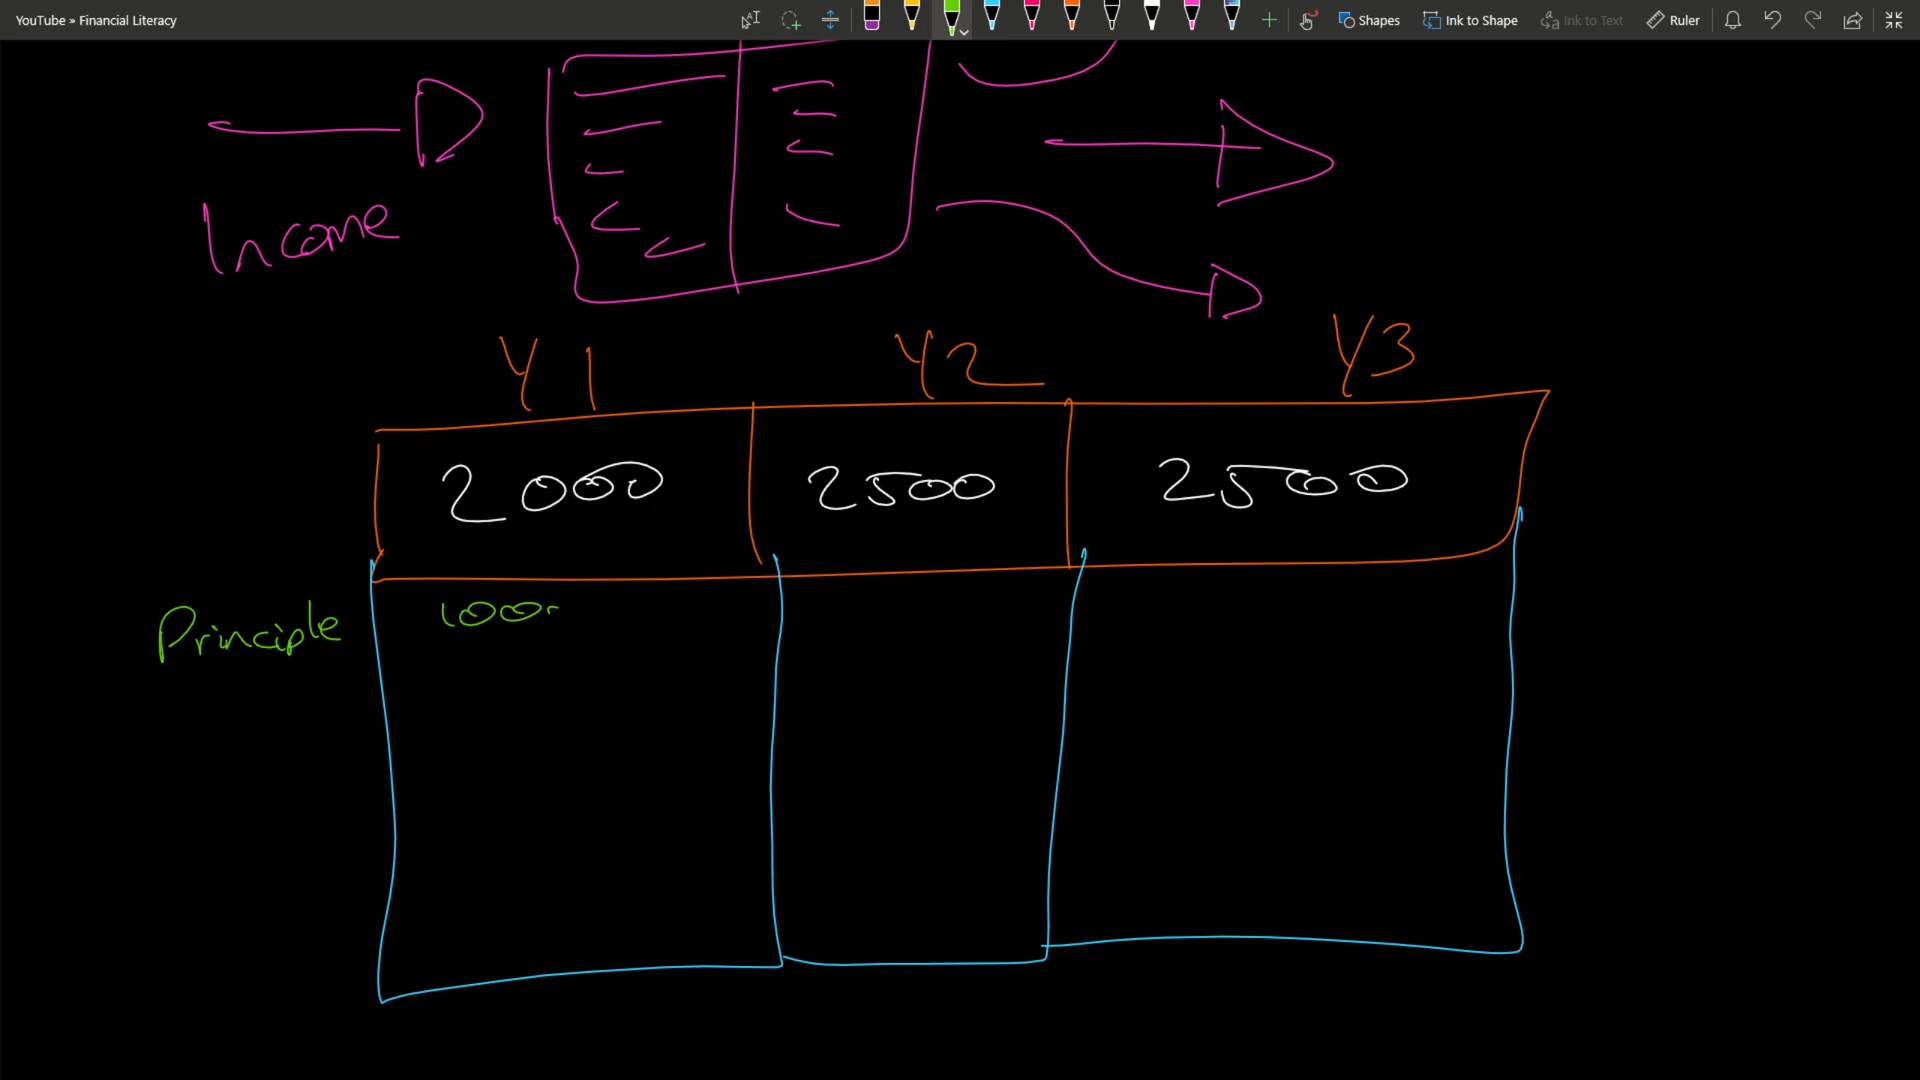 YouTube » Financial Literacy
Shapes
Ink to Shape
Ink to Text
Ruler
Income
Y1 Y2 Y3
2000 2500 2500
Principle